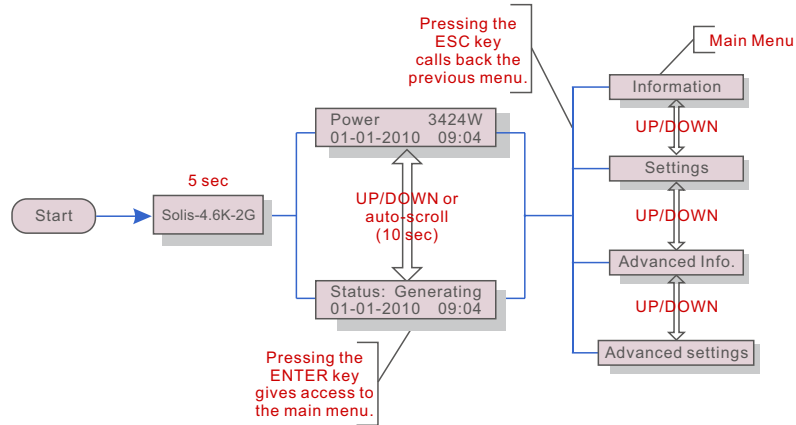 Start
5 sec
Solis-4.6K-2G
Power 3424W
01-01-2010 09:04
UP/DOWN or
auto-scroll
(10 sec)
Status: Generating
01-01-2010 09:04
Pressing the
ENTER key
gives access to
the main menu.
Pressing the
ESC key
calls back the
previous menu.
Main Menu
Information
UP/DOWN
Settings
UP/DOWN
Advanced Info.
UP/DOWN
Advanced settings